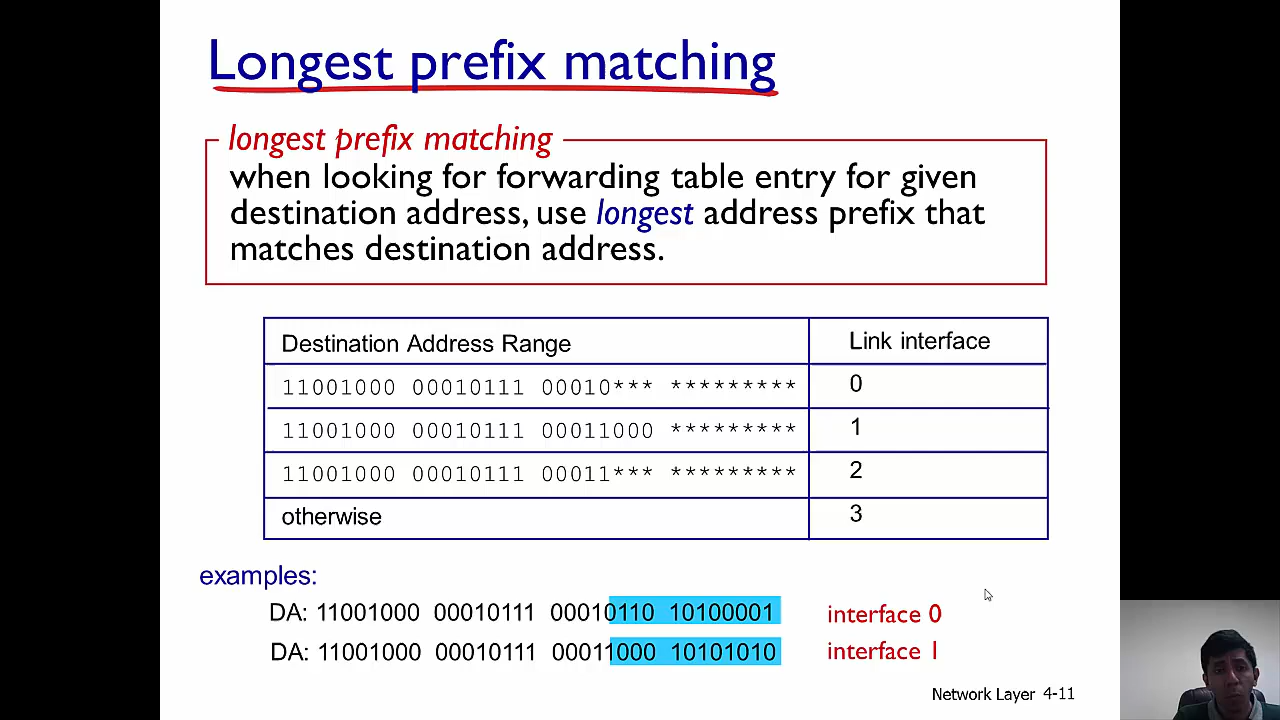 Longest prefix matching
longest prefix matching
when looking for forwarding table entry for given
destination address, use longest address prefix that
matches destination address.
Destination Address Range Link interface
11001000 00010111 00010*** ********* 0
11001000 00010111 00011000 ********* 1
11001000 00010111 00011*** ********* 2
otherwise 3
examples:
DA: 11001000 00010111 00010110 10100001 interface 0
DA: 11001000 00010111 00011000 10101010 interface 1
Network Layer 4-11